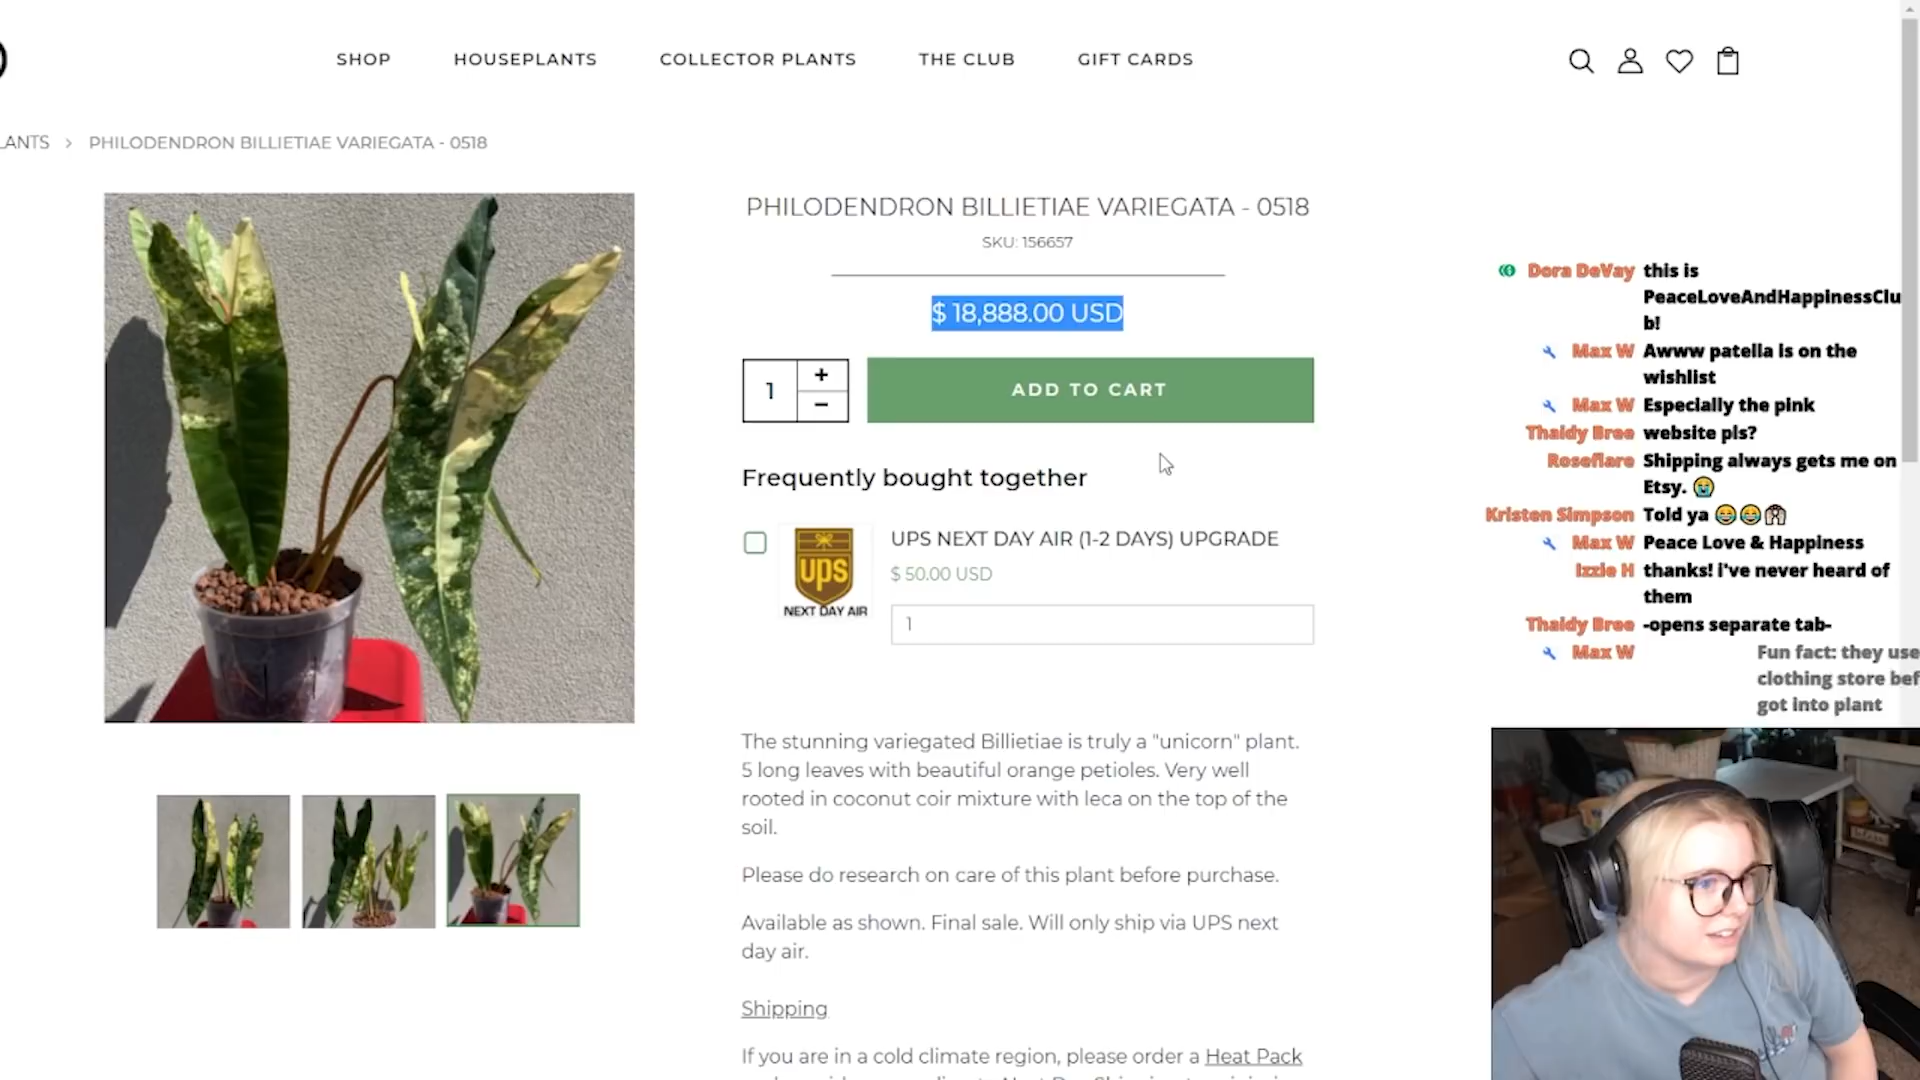 SHOP
HOUSEPLANTS
COLLECTOR PLANTS
THE CLUB
GIFT CARDS
LANTS > PHILODENDRON BILLIETIAE VARIEGATA - 0518
PHILODENDRON BILLIETIAE VARIEGATA - 0518
SKU: 156657
$ 18,888.00 USD
1
+
−
ADD TO CART
Frequently bought together
ups
NEXT DAY AIR
UPS NEXT DAY AIR (1-2 DAYS) UPGRADE
$ 50.00 USD
1
The stunning variegated Billietiae is truly a "unicorn" plant.
5 long leaves with beautiful orange petioles. Very well
rooted in coconut coir mixture with leca on the top of the
soil.
Please do research on care of this plant before purchase.
Available as shown. Final sale. Will only ship via UPS next
day air.
Shipping
If you are in a cold climate region, please order a Heat Pack
Dora DeVay this is
PeaceLoveAndHappinessClu
b!
Max W Awww patella is on the
wishlist
Max W Especially the pink
Thaidy Bree website pls?
Roseflare Shipping always gets me on
Etsy. 😭
Kristen Simpson Told ya 😂😂🙈
Max W Peace Love & Happiness
Izzie H thanks! i've never heard of
them
Thaidy Bree -opens separate tab-
Max W Fun fact: they use
clothing store bef
got into plant